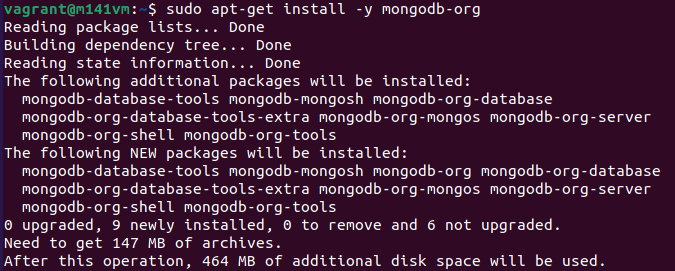 vagrant@m141vm:~$ sudo apt-get install -y mongodb-org
Reading package lists... Done
Building dependency tree... Done
Reading state information... Done
The following additional packages will be installed:
  mongodb-database-tools mongodb-mongosh mongodb-org-database
  mongodb-org-database-tools-extra mongodb-org-mongos mongodb-org-server
  mongodb-org-shell mongodb-org-tools
The following NEW packages will be installed:
  mongodb-database-tools mongodb-mongosh mongodb-org mongodb-org-database
  mongodb-org-database-tools-extra mongodb-org-mongos mongodb-org-server
  mongodb-org-shell mongodb-org-tools
0 upgraded, 9 newly installed, 0 to remove and 6 not upgraded.
Need to get 147 MB of archives.
After this operation, 464 MB of additional disk space will be used.